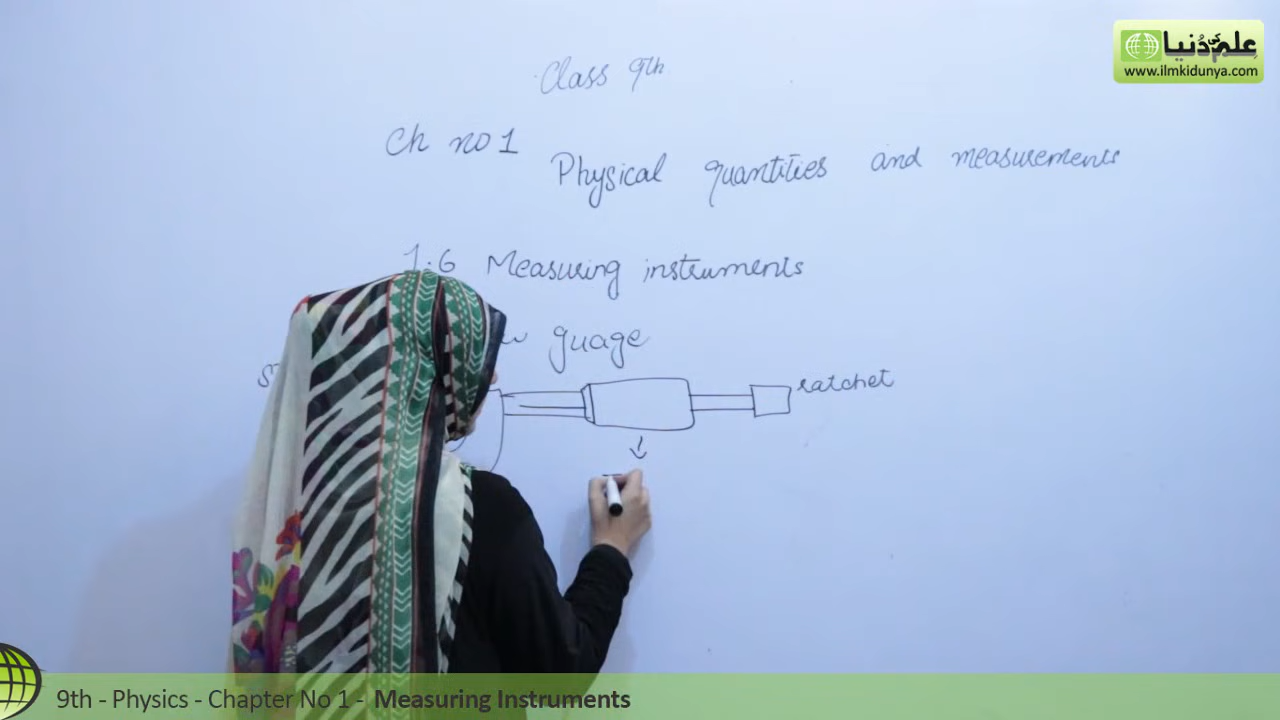 علم کی دُنیا
www.ilmkidunya.com
Class 9th
Ch no 1
Physical quantities and measurements
1.6 Measuring instruments
guage
ratchet
9th - Physics - Chapter No 1 - Measuring Instruments